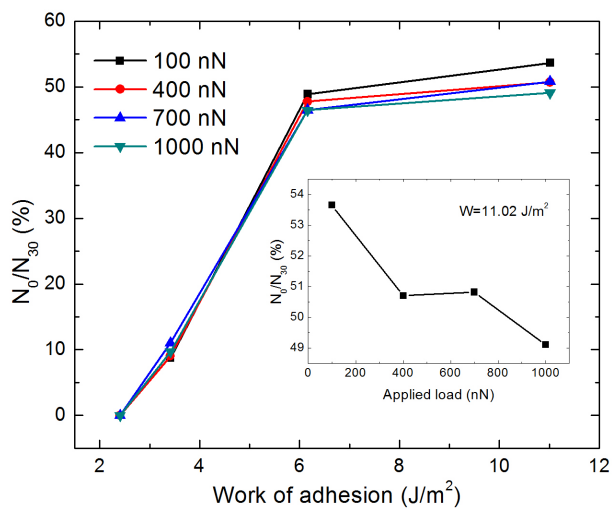 60
50
40
30
20
10
0
N₀/N₃₀ (%)
100 nN
400 nN
700 nN
1000 nN
54
53
52
51
50
49
N₀/N₃₀ (%)
W=11.02 J/m²
0 200 400 600 800 1000
Applied load (nN)
2 4 6 8 10 12
Work of adhesion (J/m²)